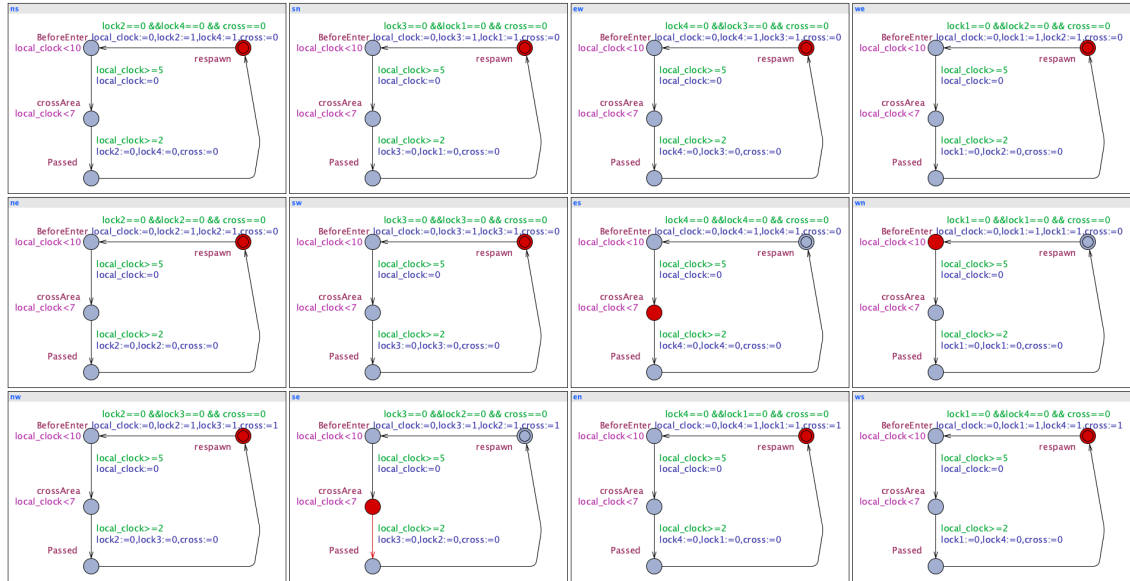 ns
lock2==0 &&lock4==0 && cross==0
BeforeEnter local_clock:=0,lock2:=1,lock4:=1,cross:=0
local_clock<10
respawn
local_clock>=5
local_clock:=0
crossArea
local_clock<7
local_clock>=2
lock2:=0,lock4:=0,cross:=0
Passed
sn
lock3==0 &&lock1==0 && cross==0
BeforeEnter local_clock:=0,lock3:=1,lock1:=1,cross:=0
local_clock<10
respawn
local_clock>=5
local_clock:=0
crossArea
local_clock<7
local_clock>=2
lock3:=0,lock1:=0,cross:=0
Passed
ew
lock4==0 &&lock3==0 && cross==0
BeforeEnter local_clock:=0,lock4:=1,lock3:=1,cross:=0
local_clock<10
respawn
local_clock>=5
local_clock:=0
crossArea
local_clock<7
local_clock>=2
lock4:=0,lock3:=0,cross:=0
Passed
we
lock1==0 &&lock2==0 && cross==0
BeforeEnter local_clock:=0,lock1:=1,lock2:=1,cross:=0
local_clock<10
respawn
local_clock>=5
local_clock:=0
crossArea
local_clock<7
local_clock>=2
lock1:=0,lock2:=0,cross:=0
Passed
ne
lock2==0 &&lock2==0 && cross==0
BeforeEnter local_clock:=0,lock2:=1,lock2:=1,cross:=0
local_clock<10
respawn
local_clock>=5
local_clock:=0
crossArea
local_clock<7
local_clock>=2
lock2:=0,lock2:=0,cross:=0
Passed
sw
lock3==0 &&lock3==0 && cross==0
BeforeEnter local_clock:=0,lock3:=1,lock3:=1,cross:=0
local_clock<10
respawn
local_clock>=5
local_clock:=0
crossArea
local_clock<7
local_clock>=2
lock3:=0,lock3:=0,cross:=0
Passed
es
lock4==0 &&lock4==0 && cross==0
BeforeEnter local_clock:=0,lock4:=1,lock4:=1,cross:=0
local_clock<10
respawn
local_clock>=5
local_clock:=0
crossArea
local_clock<7
local_clock>=2
lock4:=0,lock4:=0,cross:=0
Passed
wn
lock1==0 &&lock1==0 && cross==0
BeforeEnter local_clock:=0,lock1:=1,lock1:=1,cross:=0
local_clock<10
respawn
local_clock>=5
local_clock:=0
crossArea
local_clock<7
local_clock>=2
lock1:=0,lock1:=0,cross:=0
Passed
nw
lock2==0 &&lock3==0 && cross==0
BeforeEnter local_clock:=0,lock2:=1,lock3:=1,cross:=1
local_clock<10
respawn
local_clock>=5
local_clock:=0
crossArea
local_clock<7
local_clock>=2
lock2:=0,lock3:=0,cross:=0
Passed
se
lock3==0 &&lock2==0 && cross==0
BeforeEnter local_clock:=0,lock3:=1,lock2:=1,cross:=1
local_clock<10
respawn
local_clock>=5
local_clock:=0
crossArea
local_clock<7
local_clock>=2
lock3:=0,lock2:=0,cross:=0
Passed
en
lock4==0 &&lock1==0 && cross==0
BeforeEnter local_clock:=0,lock4:=1,lock1:=1,cross:=1
local_clock<10
respawn
local_clock>=5
local_clock:=0
crossArea
local_clock<7
local_clock>=2
lock4:=0,lock1:=0,cross:=0
Passed
ws
lock1==0 &&lock4==0 && cross==0
BeforeEnter local_clock:=0,lock1:=1,lock4:=1,cross:=1
local_clock<10
respawn
local_clock>=5
local_clock:=0
crossArea
local_clock<7
local_clock>=2
lock1:=0,lock4:=0,cross:=0
Passed